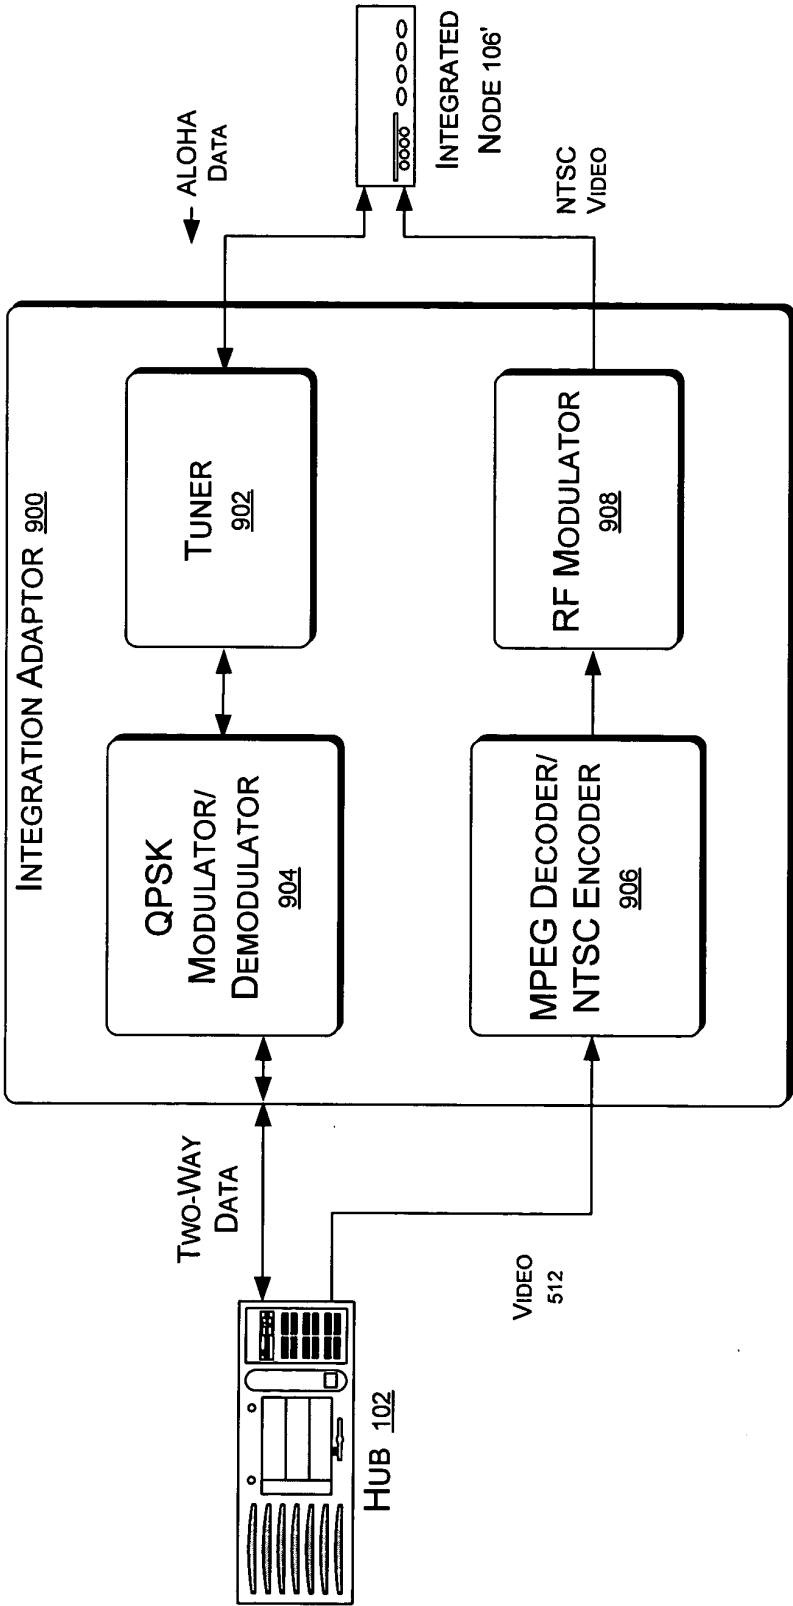 INTEGRATION ADAPTOR 900
QPSK
MODULATOR/
DEMODULATOR
904
TUNER
902
ALOHA
DATA
TWO-WAY
DATA
HUB 102
VIDEO
512
MPEG DECODER/
NTSC ENCODER
906
RF MODULATOR
908
NTSC
VIDEO
INTEGRATED
NODE 106'